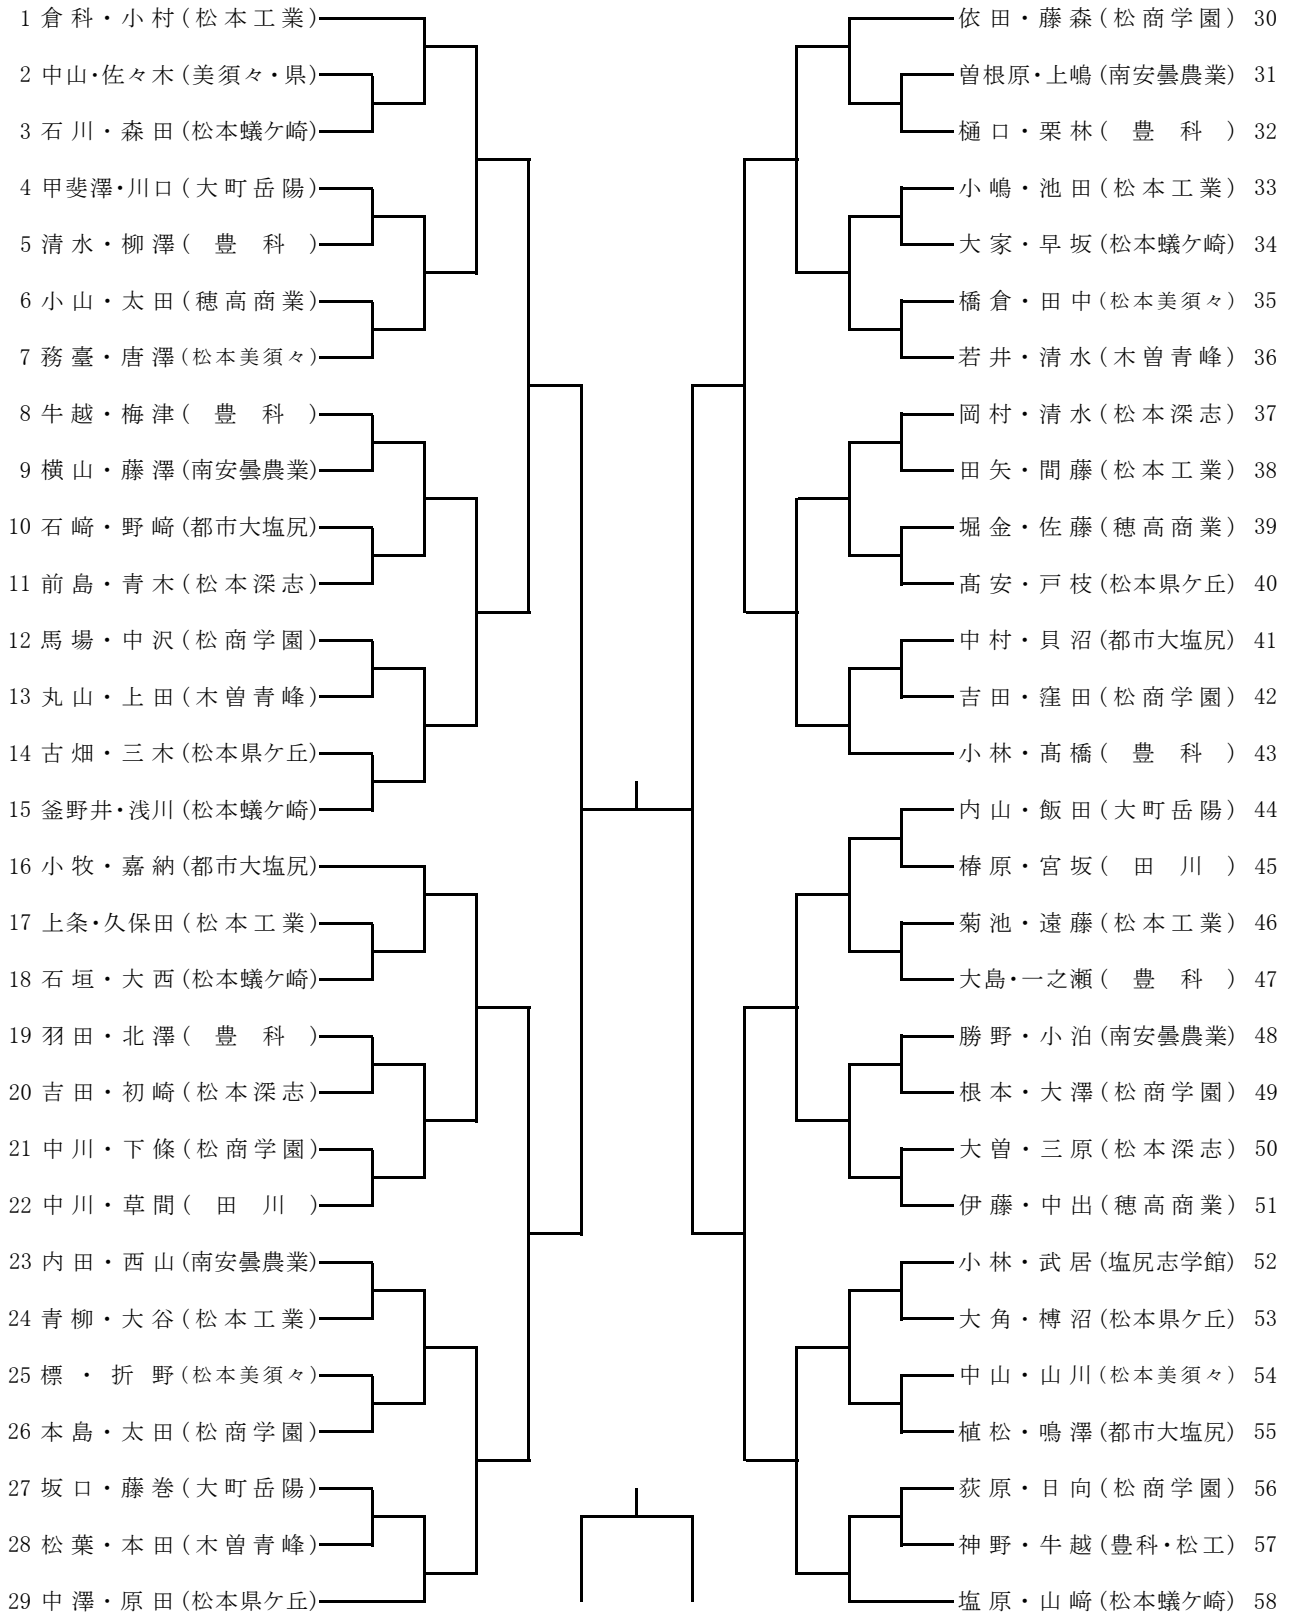 1 倉科・小村(松本工業)
2 中山・佐々木(美須々・県)
3 石川・森田(松本蟻ケ崎)
4 甲斐澤・川口(大町岳陽)
5 清水・柳澤(豊科)
6 小山・太田(穂高商業)
7 務臺・唐澤(松本美須々)
8 牛越・梅津(豊科)
9 横山・藤澤(南安曇農業)
10 石﨑・野﨑(都市大塩尻)
11 前島・青木(松本深志)
12 馬場・中沢(松商学園)
13 丸山・上田(木曽青峰)
14 古畑・三木(松本県ケ丘)
15 釜野井・浅川(松本蟻ケ崎)
16 小牧・嘉納(都市大塩尻)
17 上条・久保田(松本工業)
18 石垣・大西(松本蟻ケ崎)
19 羽田・北澤(豊科)
20 吉田・初崎(松本深志)
21 中川・下條(松商学園)
22 中川・草間(田川)
23 内田・西山(南安曇農業)
24 青柳・大谷(松本工業)
25 標・折野(松本美須々)
26 本島・太田(松商学園)
27 坂口・藤巻(大町岳陽)
28 松葉・本田(木曽青峰)
29 中澤・原田(松本県ケ丘)
依田・藤森(松商学園) 30
曽根原・上嶋(南安曇農業) 31
樋口・栗林(豊科) 32
小嶋・池田(松本工業) 33
大家・早坂(松本蟻ケ崎) 34
橋倉・田中(松本美須々) 35
若井・清水(木曽青峰) 36
岡村・清水(松本深志) 37
田矢・間藤(松本工業) 38
堀金・佐藤(穂高商業) 39
髙安・戸枝(松本県ケ丘) 40
中村・貝沼(都市大塩尻) 41
吉田・窪田(松商学園) 42
小林・髙橋(豊科) 43
内山・飯田(大町岳陽) 44
椿原・宮坂(田川) 45
菊池・遠藤(松本工業) 46
大島・一之瀬(豊科) 47
勝野・小泊(南安曇農業) 48
根本・大澤(松商学園) 49
大曽・三原(松本深志) 50
伊藤・中出(穂高商業) 51
小林・武居(塩尻志学館) 52
大角・榑沼(松本県ケ丘) 53
中山・山川(松本美須々) 54
植松・鳴澤(都市大塩尻) 55
荻原・日向(松商学園) 56
神野・牛越(豊科・松工) 57
塩原・山﨑(松本蟻ケ崎) 58